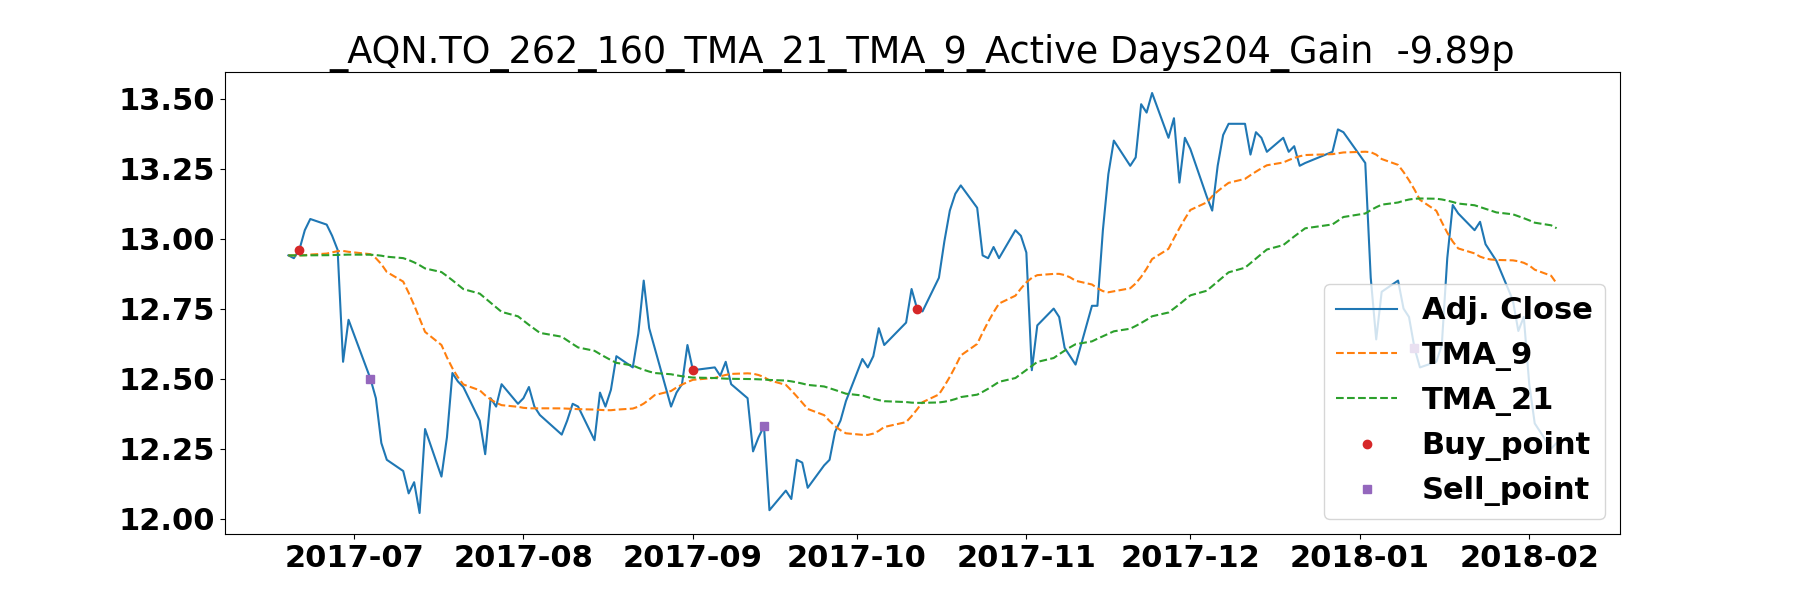 _AQN.TO_262_160_TMA_21_TMA_9_Active Days204_Gain  -9.89p
13.50
13.25
13.00
12.75
12.50
12.25
12.00
Adj. Close
TMA_9
TMA_21
Buy_point
Sell_point
2017-07 2017-08 2017-09 2017-10 2017-11 2017-12 2018-01 2018-02